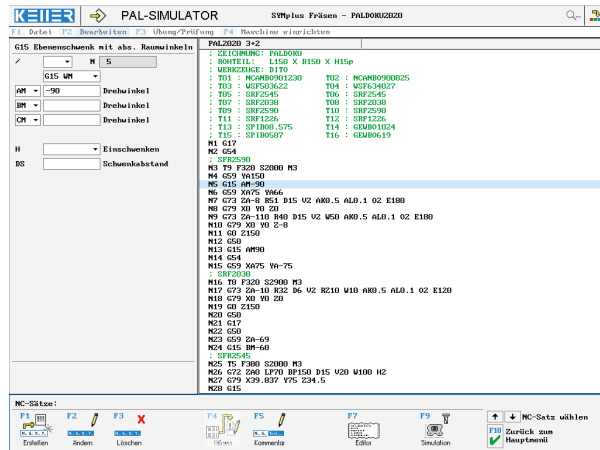 KELLER PAL-SIMULATOR SYMplus Fräsen - PALDOKU2020
F1 Datei F2 Bearbeiten F3 Übung/Prüfung F4 Maschine einrichten
G15 Ebenenschwenk mit abs. Raumwinkeln
/ N 5
G15 WM
AM -90 Drehwinkel
BM Drehwinkel
CM Drehwinkel
H Einschwenken
DS Schwenkabstand
PAL2020 3+2
; ZEICHNUNG: PALDOKU
; ROHTEIL: L150 X B150 X H15p
; WERKZEUGE: DITO
; T01 : NCANB0901230 T02 : NCANB0900825
; T03 : WSF503622 T04 : WSF634027
; T05 : SRF2545 T06 : SRF2545
; T07 : SRF2038 T08 : SRF2038
; T09 : SRF2590 T10 : SRF2590
; T11 : SRF1226 T12 : SRF1226
; T13 : SPIB08.575 T14 : GEWB01024
; T15 : SPIB0587 T16 : GEWB0619
N1 G17
N2 G54
; SFR2590
N3 T9 F320 S2000 M3
N4 G59 YA150
N5 G15 AM-90
N6 G59 XA75 YA66
N7 G73 ZA-8 R51 D15 V2 AK0.5 AL0.1 O2 E180
N8 G79 X0 Y0 Z0
N9 G73 ZA-110 R40 D15 V2 W50 AK0.5 AL0.1 O2 E180
N10 G79 X0 Y0 Z-8
N11 G0 Z150
N12 G50
N13 G15 AM90
N14 G54
N15 G59 XA75 YA-75
; SRF2038
N16 T8 F320 S2900 M3
N17 G73 ZA-10 R32 D6 V2 RZ10 W10 AK0.5 AL0.1 O2 E120
N18 G79 X0 Y0 Z0
N19 G0 Z150
N20 G50
N21 G17
N22 G50
N23 G59 ZA-69
N24 G15 BM-60
; SRF2545
N25 T5 F380 S2000 M3
N26 G72 ZA0 LP70 BP150 D15 V20 W100 H2
N27 G79 X39.837 Y75 Z34.5
N28 G15
NC-Sätze:
F1 Erstellen
F2 Ändern
F3 Löschen
F4 Öffnen
F5 Kommentar
F7 Editor
F9 Simulation
NC-Satz wählen
F10 Zurück zum
Hauptmenü